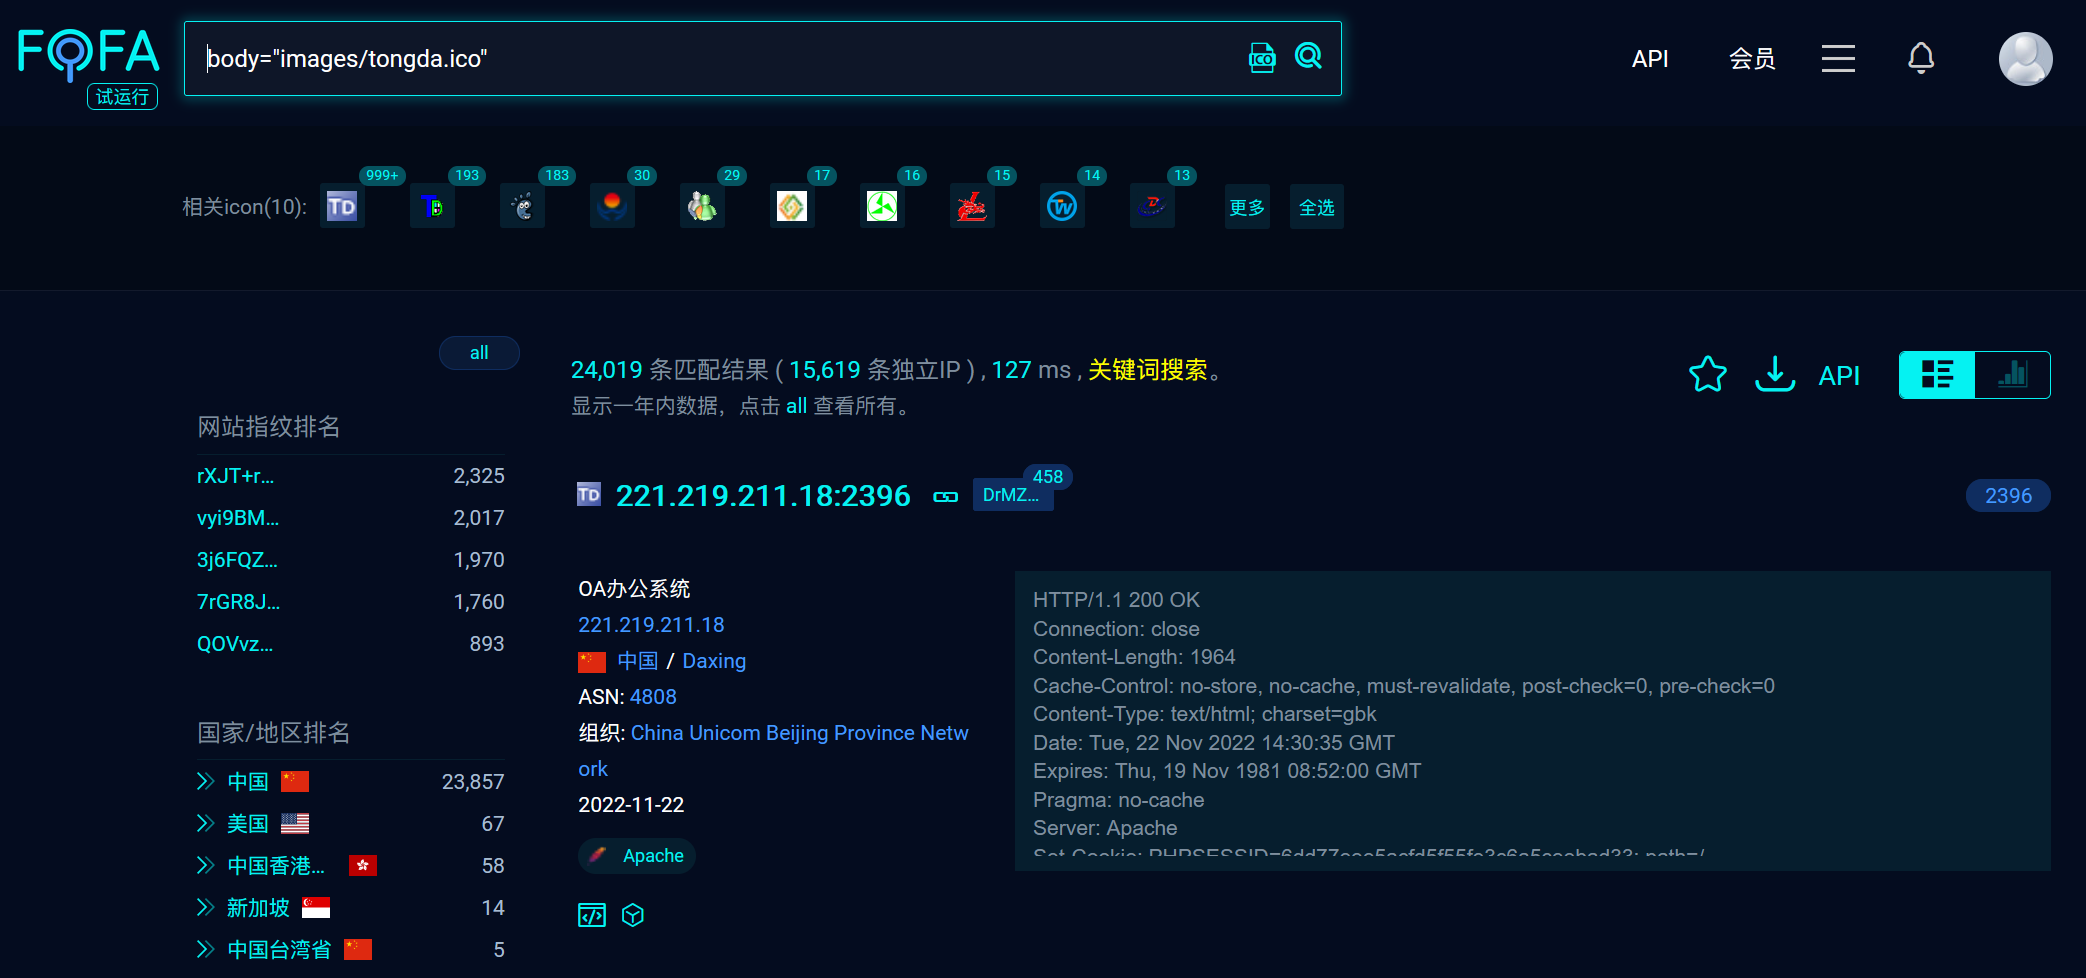 FOFA
试运行
body="images/tongda.ico"
ICO
API
会员
相关icon(10):
TD 999+
193
183
30
29
17
16
15
14
13
更多
全选
all
24,019 条匹配结果 ( 15,619 条独立IP ) , 127 ms , 关键词搜索。
显示一年内数据，点击 all 查看所有。
API
网站指纹排名
rXJT+r... 2,325
vyi9BM... 2,017
3j6FQZ... 1,970
7rGR8J... 1,760
QOVvz... 893
国家/地区排名
中国 23,857
美国 67
中国香港... 58
新加坡 14
中国台湾省 5
TD 221.219.211.18:2396 DrMZ... 458
2396
OA办公系统
221.219.211.18
中国 / Daxing
ASN: 4808
组织: China Unicom Beijing Province Netw
ork
2022-11-22
Apache
HTTP/1.1 200 OK
Connection: close
Content-Length: 1964
Cache-Control: no-store, no-cache, must-revalidate, post-check=0, pre-check=0
Content-Type: text/html; charset=gbk
Date: Tue, 22 Nov 2022 14:30:35 GMT
Expires: Thu, 19 Nov 1981 08:52:00 GMT
Pragma: no-cache
Server: Apache